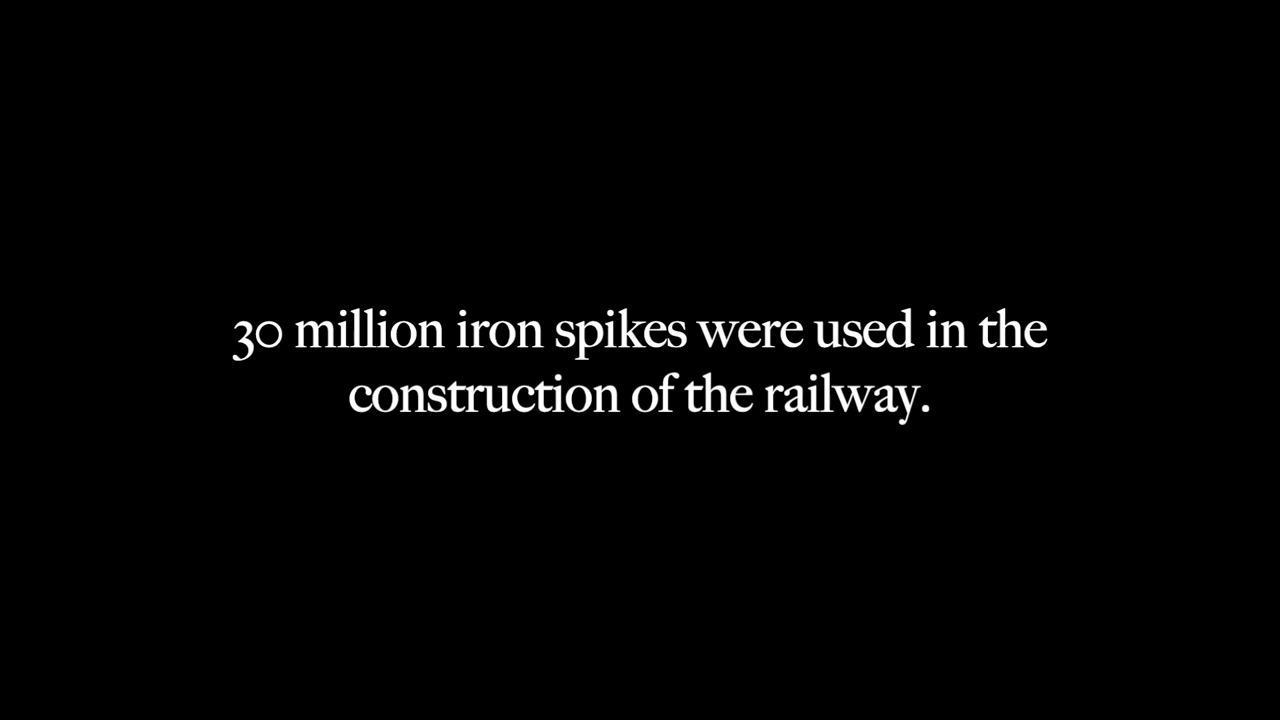 30 million iron spikes were used in the
construction of the railway.